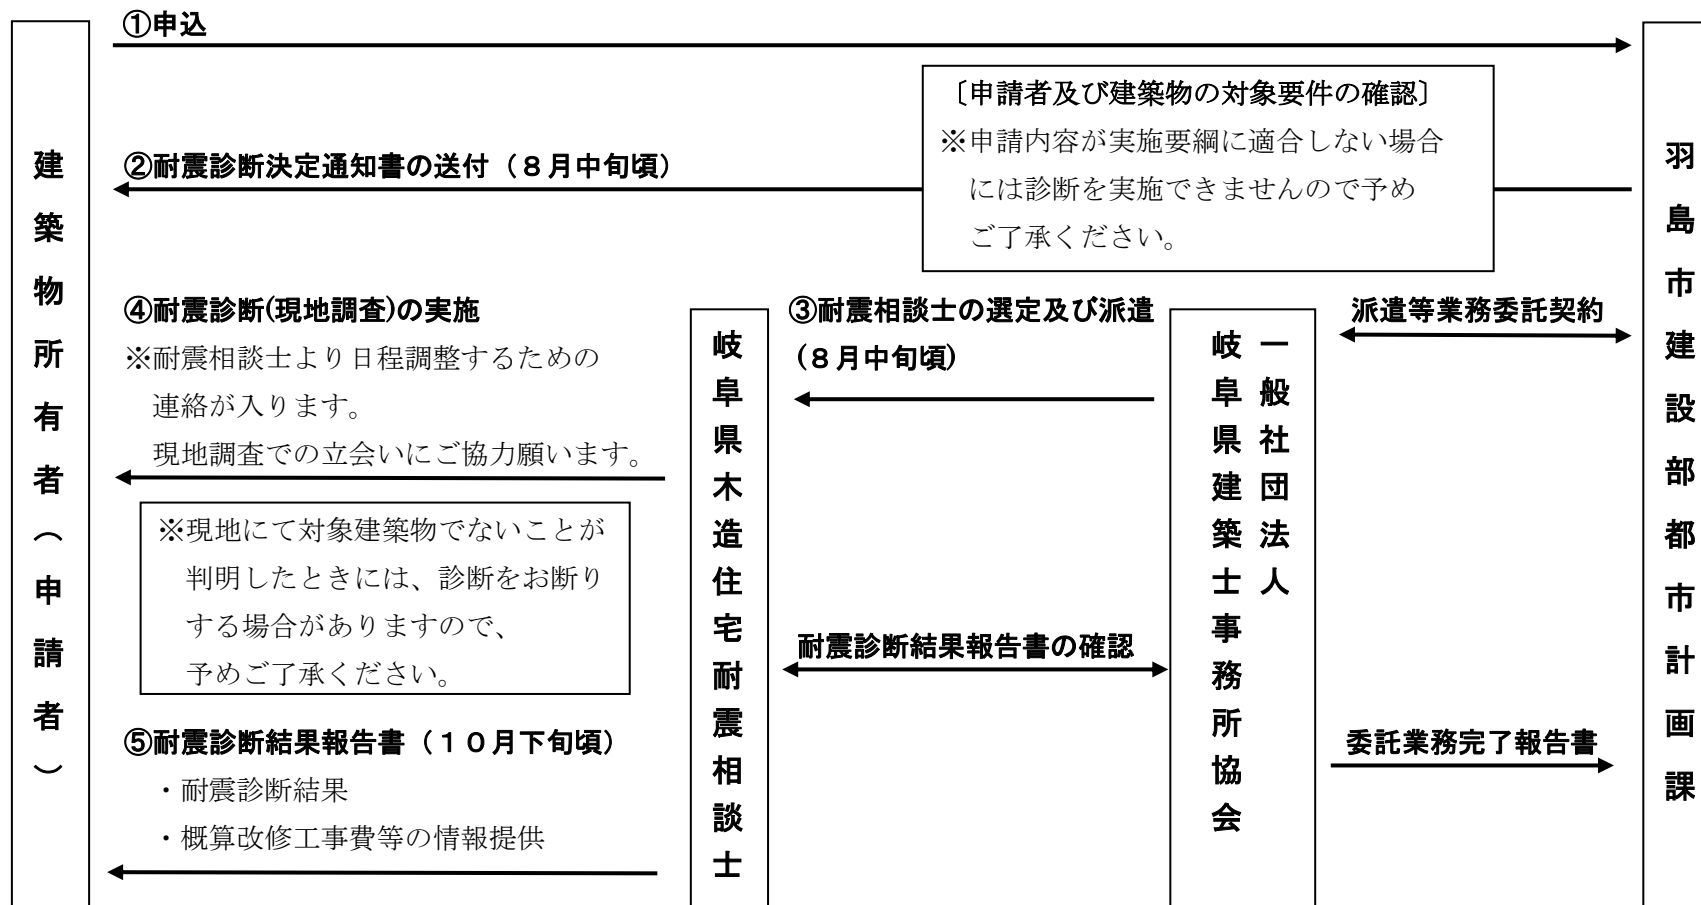 ①申込
〔申請者及び建築物の対象要件の確認〕
※申請内容が実施要綱に適合しない場合
には診断を実施できませんので予め
ご了承ください。
②耐震診断決定通知書の送付（８月中旬頃）
建築物所有者（申請者）
④耐震診断(現地調査)の実施
※耐震相談士より日程調整するための
連絡が入ります。
現地調査での立会いにご協力願います。
※現地にて対象建築物でないことが
判明したときには、診断をお断り
する場合がありますので、
予めご了承ください。
⑤耐震診断結果報告書（１０月下旬頃）
・耐震診断結果
・概算改修工事費等の情報提供
岐阜県木造住宅耐震相談士
③耐震相談士の選定及び派遣
（８月中旬頃）
耐震診断結果報告書の確認
一般社団法人
岐阜県建築士事務所協会
派遣等業務委託契約
委託業務完了報告書
羽島市建設部都市計画課